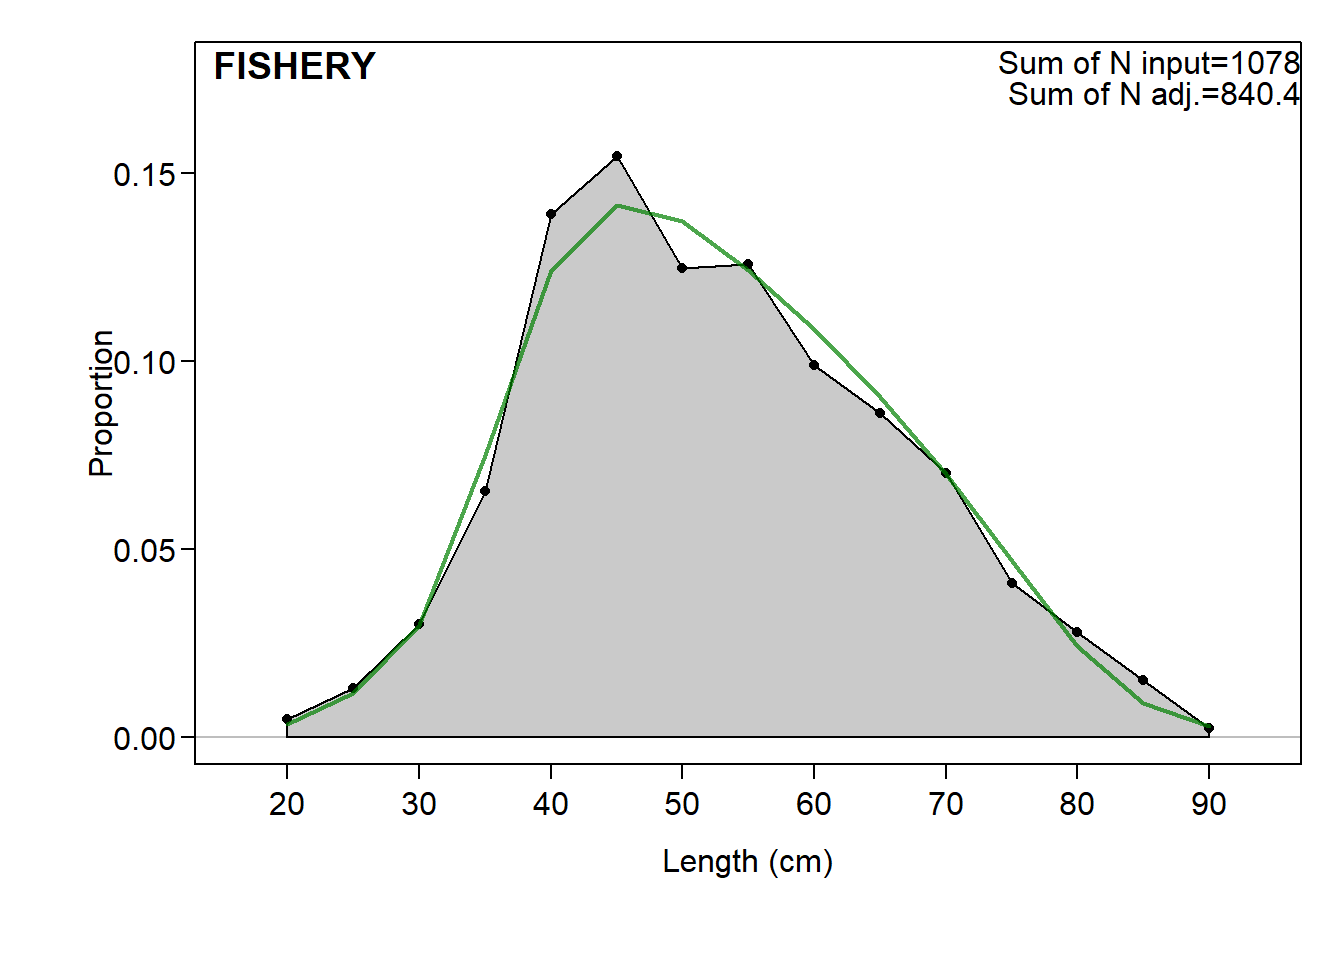 FISHERY
Sum of N input=1078
Sum of N adj.=840.4
0.15
0.10
0.05
0.00
Proportion
20 30 40 50 60 70 80 90
Length (cm)